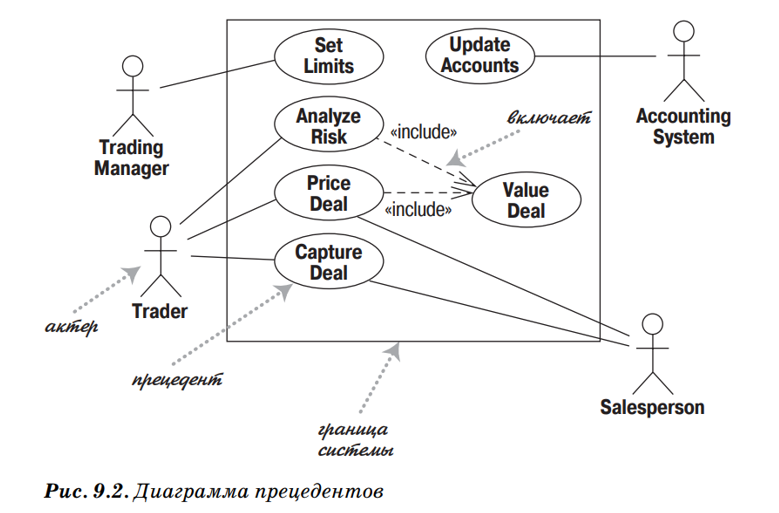 Set
Limits
Update
Accounts
Trading
Manager
Accounting
System
Analyze
Risk
«include»
включает
Price
Deal
«include»
Value
Deal
Capture
Deal
Trader
актер
прецедент
граница
системы
Salesperson
Рис. 9.2. Диаграмма прецедентов